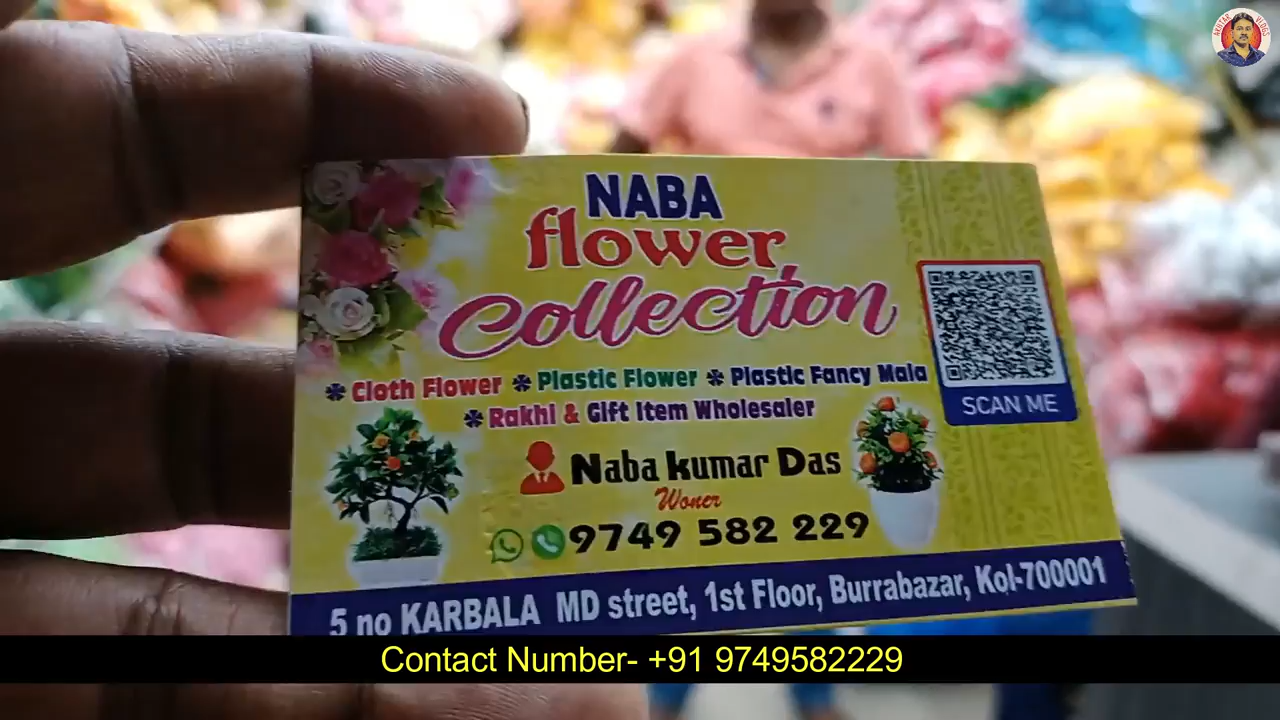 NABA
flower
Collection
Cloth Flower Plastic Flower Plastic Fancy Mala
Rakhi & Gift Item Wholesaler
SCAN ME
Naba kumar Das
Woner
9749 582 229
5 no KARBALA MD street, 1st Floor, Burrabazar, Kol-700001
Contact Number- +91 9749582229